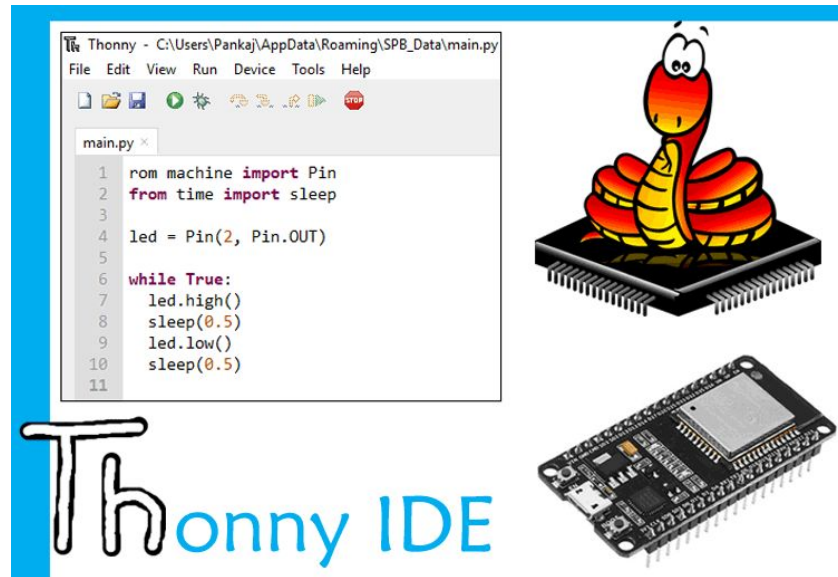 Th Thonny - C:\Users\Pankaj\AppData\Roaming\SPB_Data\main.py
File Edit View Run Device Tools Help
STOP
main.py ×
1 rom machine import Pin
2 from time import sleep
3
4 led = Pin(2, Pin.OUT)
5
6 while True:
7   led.high()
8   sleep(0.5)
9   led.low()
10   sleep(0.5)
11
Thonny IDE